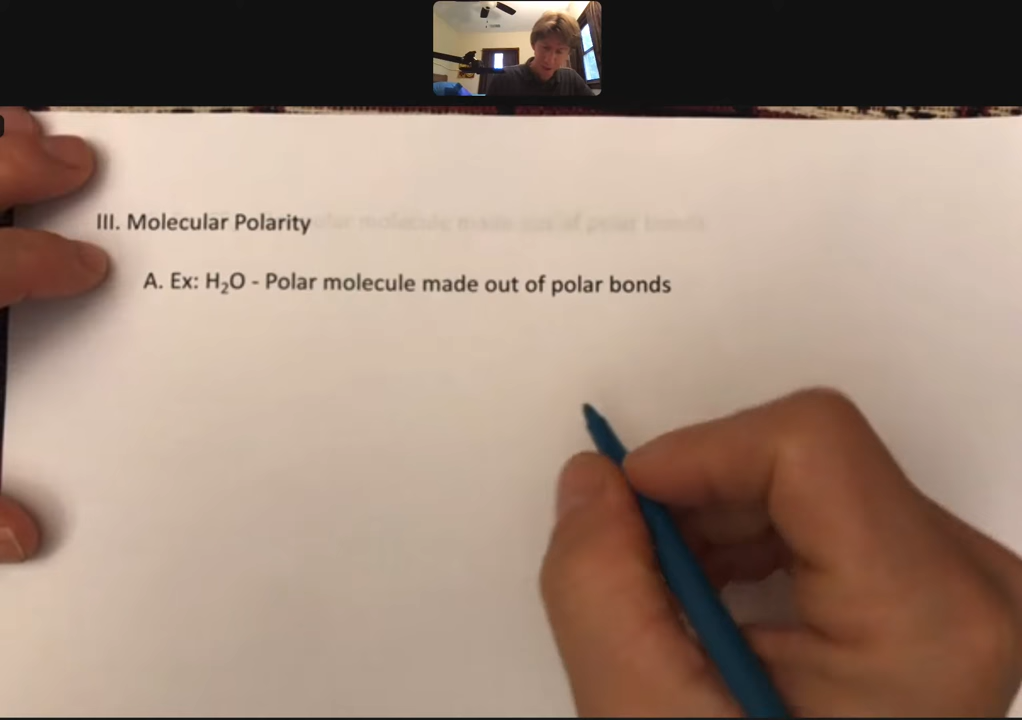 III. Molecular Polarity
A. Ex: H₂O - Polar molecule made out of polar bonds